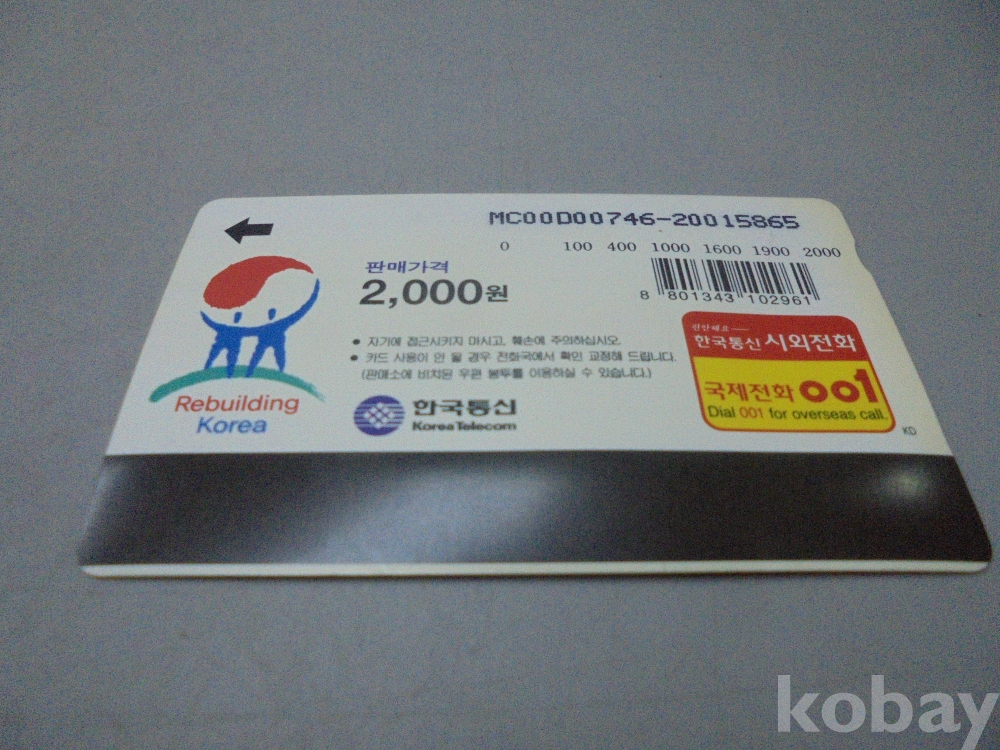 MC00D00746-20015865
0 100 400 1000 1600 1900 2000
판매가격
2,000원
8 801343 102961
● 자기에 접근시키지 마시고, 훼손에 주의하십시오.
● 카드 사용이 안 될 경우 전화국에서 확인 교정해 드립니다.
(판매소에 비치된 우편 봉투를 이용하실 수 있습니다.)
한국통신 시외전화
국제전화 001
Dial 001 for overseas call.
KD
Rebuilding
Korea
한국통신
Korea Telecom
kobay